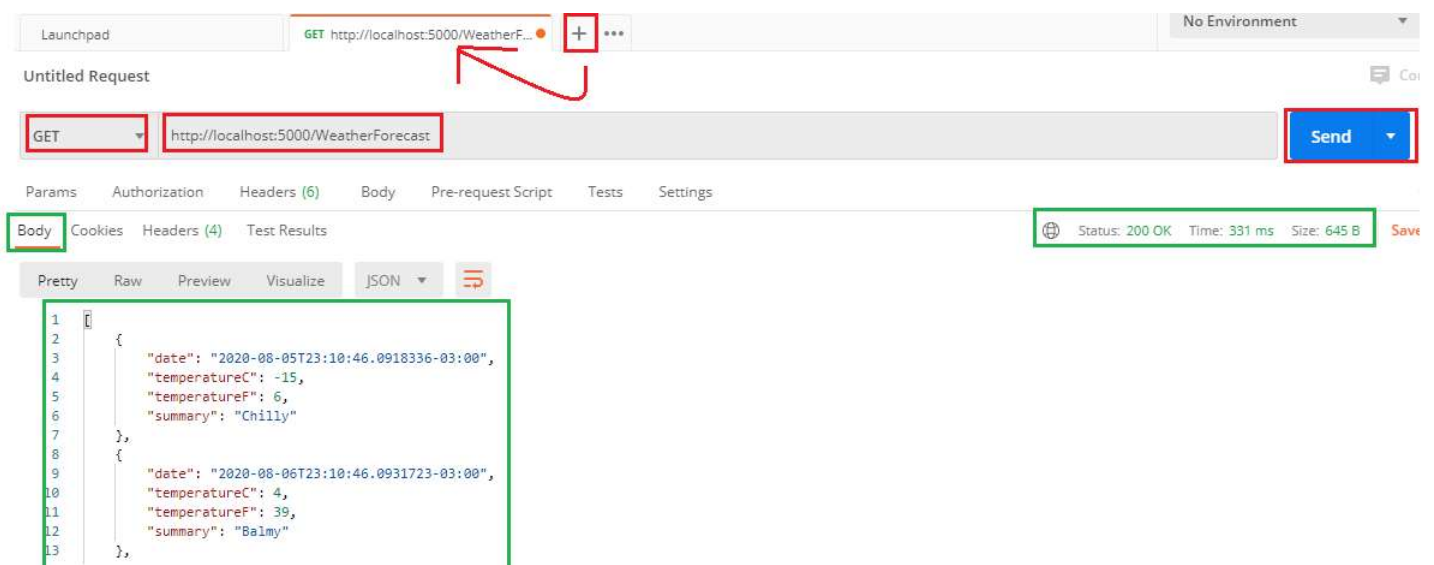 Launchpad GET http://localhost:5000/WeatherF... + ••• No Environment
Untitled Request
GET http://localhost:5000/WeatherForecast Send
Params Authorization Headers (6) Body Pre-request Script Tests Settings
Body Cookies Headers (4) Test Results Status: 200 OK Time: 331 ms Size: 645 B Save
Pretty Raw Preview Visualize JSON
1 [
2 {
3 "date": "2020-08-05T23:10:46.0918336-03:00",
4 "temperatureC": -15,
5 "temperatureF": 6,
6 "summary": "Chilly"
7 },
8 {
9 "date": "2020-08-06T23:10:46.0931723-03:00",
10 "temperatureC": 4,
11 "temperatureF": 39,
12 "summary": "Balmy"
13 },